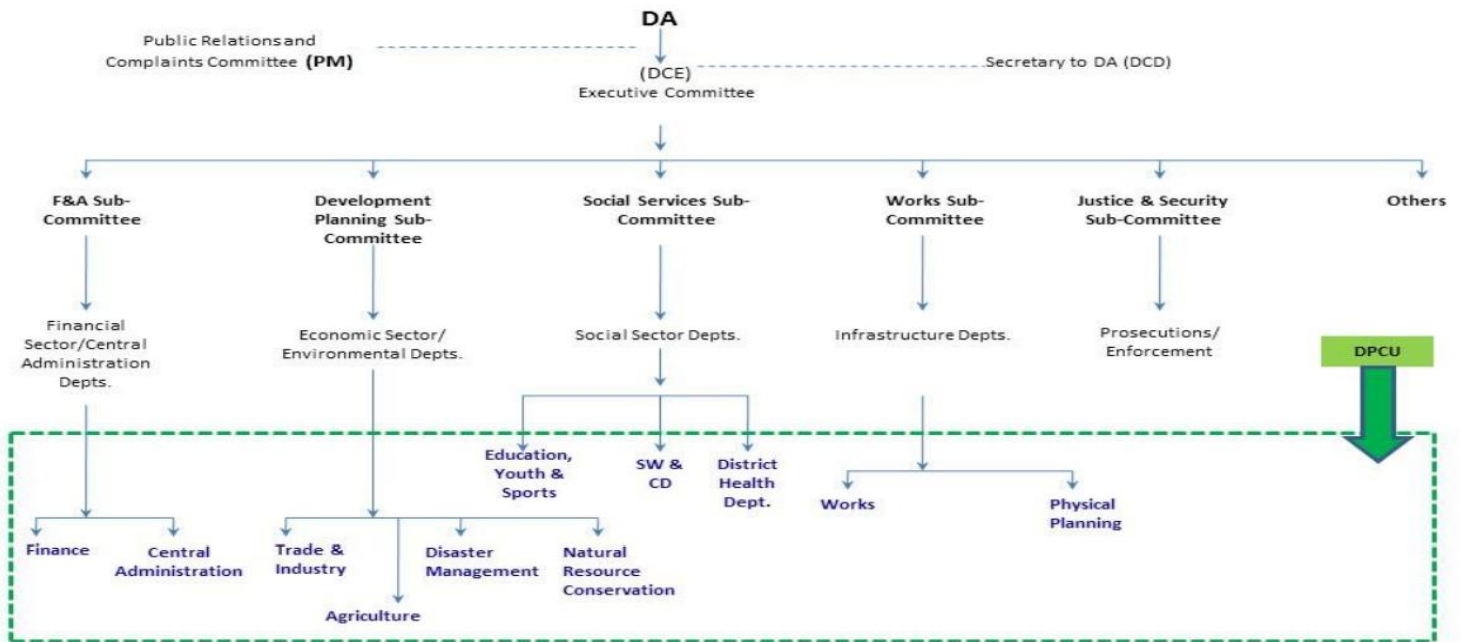 DA
Public Relations and
Complaints Committee (PM)
(DCE)
Executive Committee
Secretary to DA (DCD)
F&A Sub-
Committee
Development
Planning Sub-
Committee
Social Services Sub-
Committee
Works Sub-
Committee
Justice & Security
Sub-Committee
Others
Financial
Sector/Central
Administration
Depts.
Economic Sector/
Environmental Depts.
Social Sector Depts.
Infrastructure Depts.
Prosecutions/
Enforcement
DPCU
Education,
Youth &
Sports
SW &
CD
District
Health
Dept.
Works
Physical
Planning
Finance
Central
Administration
Trade &
Industry
Agriculture
Disaster
Management
Natural
Resource
Conservation